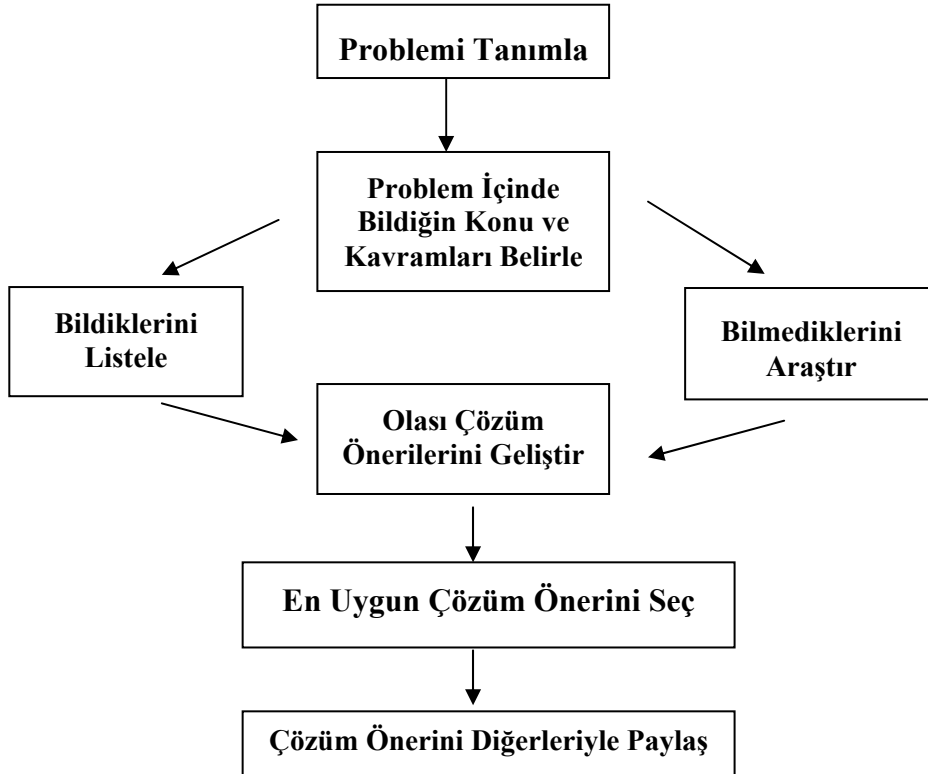 Problemi Tanımla
Problem İçinde
Bildiğin Konu ve
Kavramları Belirle
Bildiklerini
Listele
Bilmediklerini
Araştır
Olası Çözüm
Önerilerini Geliştir
En Uygun Çözüm Önerini Seç
Çözüm Önerini Diğerleriyle Paylaş